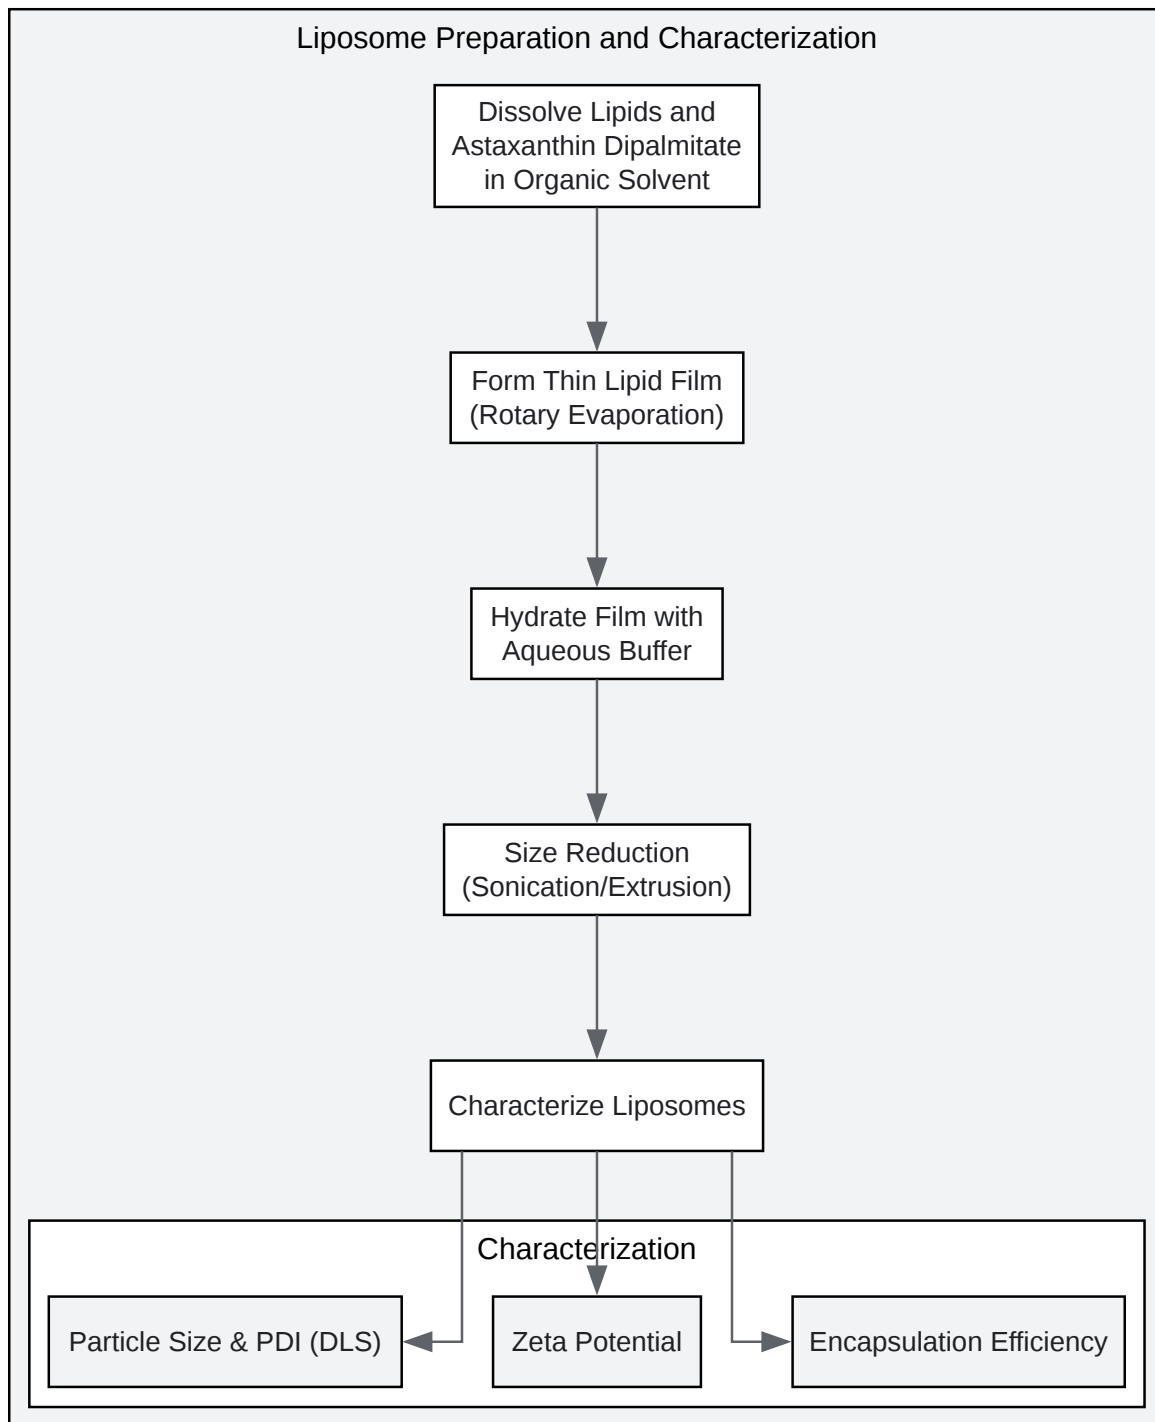 Liposome Preparation and Characterization
Dissolve Lipids and
Astaxanthin Dipalmitate
in Organic Solvent
Form Thin Lipid Film
(Rotary Evaporation)
Hydrate Film with
Aqueous Buffer
Size Reduction
(Sonication/Extrusion)
Characterize Liposomes
Characterization
Particle Size & PDI (DLS)
Zeta Potential
Encapsulation Efficiency